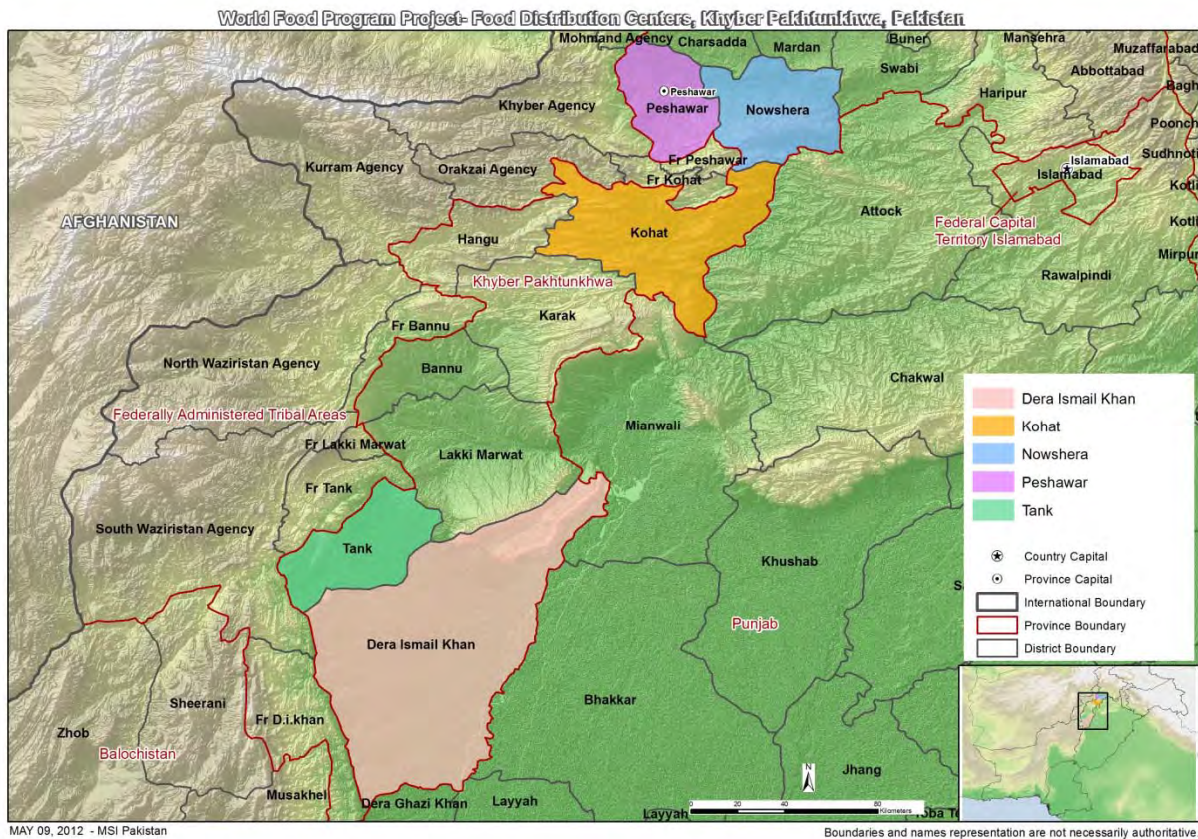 World Food Program Project- Food Distribution Centers, Khyber Pakhtunkhwa, Pakistan
Mohmand Agency
Charsadda
Mardan
Buner
Mansehra
Muzaffarabad
Swabi
Abbottabad
Haripur
Bagh
Khyber Agency
Peshawar
Peshawar
Nowshera
Poonch
Kurram Agency
Orakzai Agency
Fr Peshawar
Fr Kohat
Sudhnoti
Islamabad
Islamabad
Kotli
AFGHANISTAN
Hangu
Kohat
Attock
Federal Capital
Territory Islamabad
Kotli
Mirpur
Rawalpindi
Khyber Pakhtunkhwa
Karak
Fr Bannu
North Waziristan Agency
Bannu
Chakwal
Federally Administered Tribal Areas
Mianwali
Fr Lakki Marwat
Lakki Marwat
Fr Tank
South Waziristan Agency
Tank
Khushab
Punjab
Dera Ismail Khan
Sheerani
Bhakkar
Fr D.i.khan
Zhob
Balochistan
Musakhel
Dera Ghazi Khan
Layyah
Layyah
Jhang
Dera Ismail Khan
Kohat
Nowshera
Peshawar
Tank
Country Capital
Province Capital
International Boundary
Province Boundary
District Boundary
N
0 20 40 60 80
Kilometers
MAY 09, 2012 - MSI Pakistan
Boundaries and names representation are not necessarily authoritative